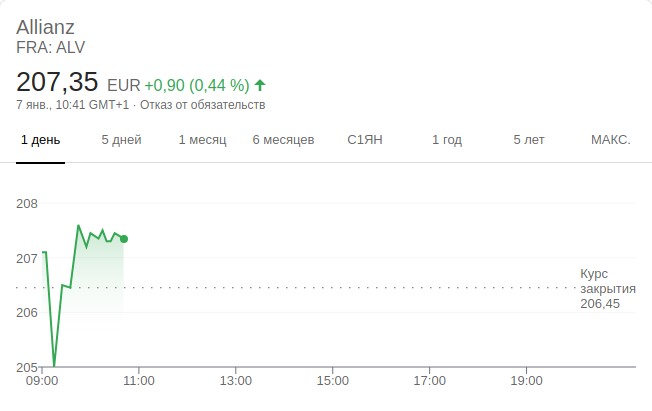 Allianz
FRA: ALV
207,35 EUR +0,90 (0,44 %)
7 янв., 10:41 GMT+1 · Отказ от обязательств
1 день 5 дней 1 месяц 6 месяцев С1ЯН 1 год 5 лет МАКС.
208
207
Курс
закрытия
206,45
206
205
09:00 11:00 13:00 15:00 17:00 19:00